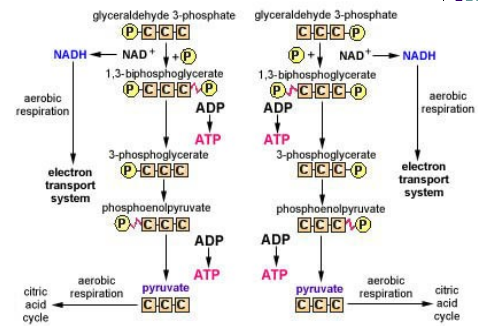 glyceraldehyde 3-phosphate
P C C C
NADH NAD+ + P
1,3-biphosphoglycerate
P C C C P
aerobic
respiration
ADP
ATP
electron
transport
system
3-phosphoglycerate
P C C C
phosphoenolpyruvate
P C C C
ADP
ATP
citric
acid
cycle
aerobic
respiration
pyruvate
C C C
glyceraldehyde 3-phosphate
C C C P
P + NAD+ NADH
1,3-biphosphoglycerate
P C C C P
ADP
ATP
aerobic
respiration
electron
transport
system
3-phosphoglycerate
C C C P
phosphoenolpyruvate
C C C P
ADP
ATP
pyruvate
C C C
aerobic
respiration
citric
acid
cycle